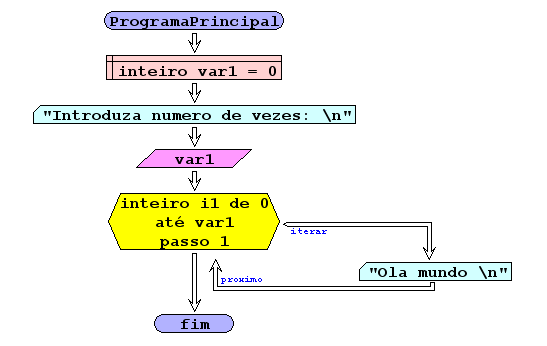 ProgramaPrincipal
inteiro var1 = 0
"Introduza numero de vezes: \n"
var1
inteiro i1 de 0
até var1
passo 1
iterar
"Ola mundo \n"
proximo
fim